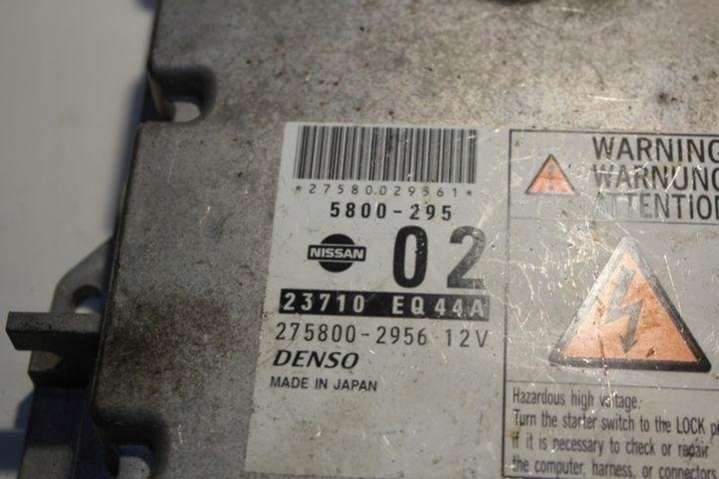 *27580029561*
5800-295
NISSAN 02
23710 EQ44A
275800-2956 12V
DENSO
MADE IN JAPAN
WARNING
WARNUNG
ATTENTION
Hazardous high voltage:
Turn the starter switch to the LOCK
if it is necessary to check or repair
the computer, harness, or connectors